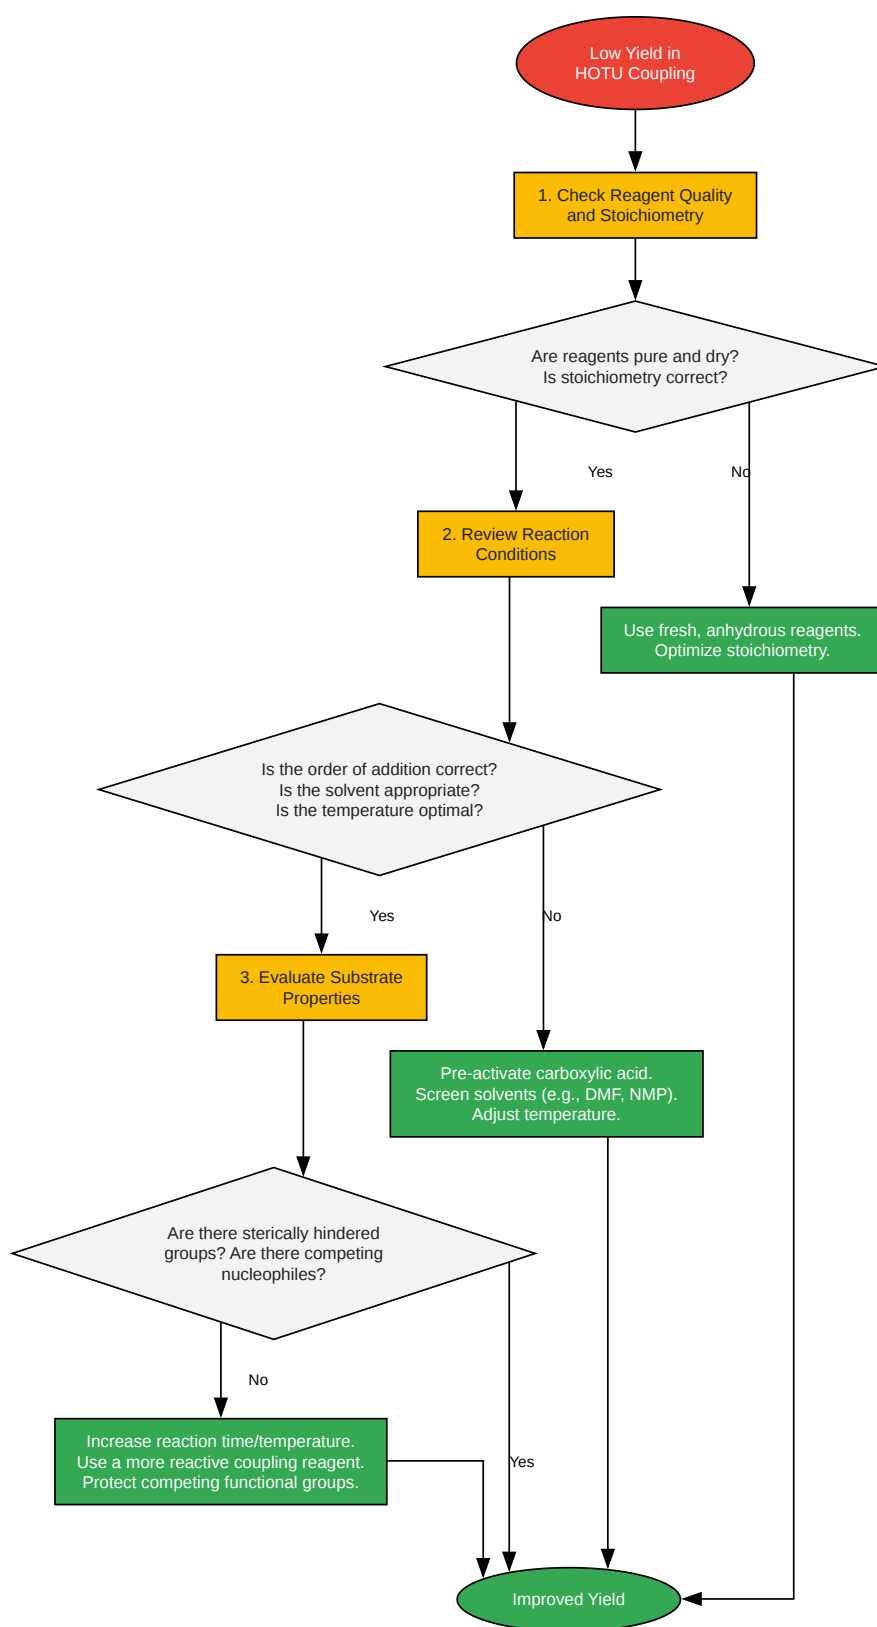 Low Yield in
HOTU Coupling
1. Check Reagent Quality
and Stoichiometry
Are reagents pure and dry?
Is stoichiometry correct?
Yes
No
2. Review Reaction
Conditions
Use fresh, anhydrous reagents.
Optimize stoichiometry.
Is the order of addition correct?
Is the solvent appropriate?
Is the temperature optimal?
Yes
No
3. Evaluate Substrate
Properties
Pre-activate carboxylic acid.
Screen solvents (e.g., DMF, NMP).
Adjust temperature.
Are there sterically hindered
groups? Are there competing
nucleophiles?
No
Increase reaction time/temperature.
Use a more reactive coupling reagent.
Protect competing functional groups.
Yes
Improved Yield